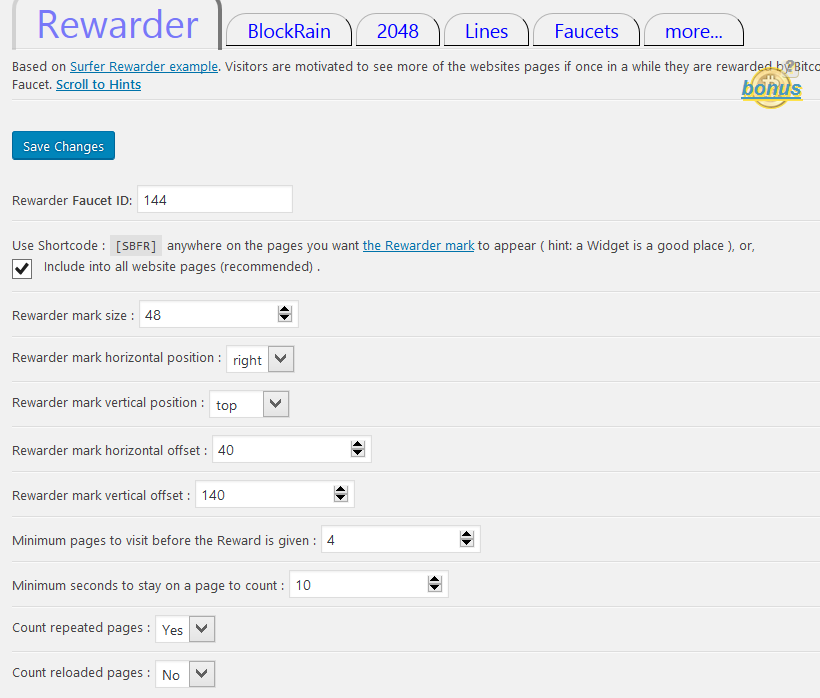 Rewarder BlockRain 2048 Lines Faucets more...
Based on Surfer Rewarder example. Visitors are motivated to see more of the websites pages if once in a while they are rewarded by
Faucet. Scroll to Hints
bonus
Save Changes
Rewarder Faucet ID: 144
Use Shortcode : [SBFR] anywhere on the pages you want the Rewarder mark to appear ( hint: a Widget is a good place ), or,
Include into all website pages (recommended) .
Rewarder mark size : 48
Rewarder mark horizontal position : right
Rewarder mark vertical position : top
Rewarder mark horizontal offset : 40
Rewarder mark vertical offset : 140
Minimum pages to visit before the Reward is given : 4
Minimum seconds to stay on a page to count : 10
Count repeated pages : Yes
Count reloaded pages : No